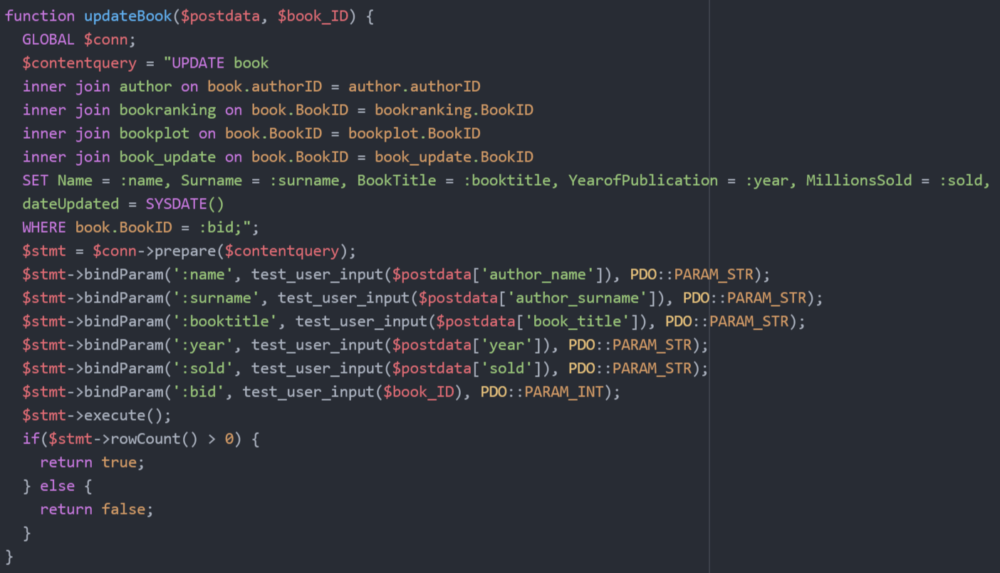 function updateBook($postdata, $book_ID) {
  GLOBAL $conn;
  $contentquery = "UPDATE book
  inner join author on book.authorID = author.authorID
  inner join bookranking on book.BookID = bookranking.BookID
  inner join bookplot on book.BookID = bookplot.BookID
  inner join book_update on book.BookID = book_update.BookID
  SET Name = :name, Surname = :surname, BookTitle = :booktitle, YearofPublication = :year, MillionsSold = :sold,
  dateUpdated = SYSDATE()
  WHERE book.BookID = :bid;";
  $stmt = $conn->prepare($contentquery);
  $stmt->bindParam(':name', test_user_input($postdata['author_name']), PDO::PARAM_STR);
  $stmt->bindParam(':surname', test_user_input($postdata['author_surname']), PDO::PARAM_STR);
  $stmt->bindParam(':booktitle', test_user_input($postdata['book_title']), PDO::PARAM_STR);
  $stmt->bindParam(':year', test_user_input($postdata['year']), PDO::PARAM_STR);
  $stmt->bindParam(':sold', test_user_input($postdata['sold']), PDO::PARAM_STR);
  $stmt->bindParam(':bid', test_user_input($book_ID), PDO::PARAM_INT);
  $stmt->execute();
  if($stmt->rowCount() > 0) {
    return true;
  } else {
    return false;
  }
}